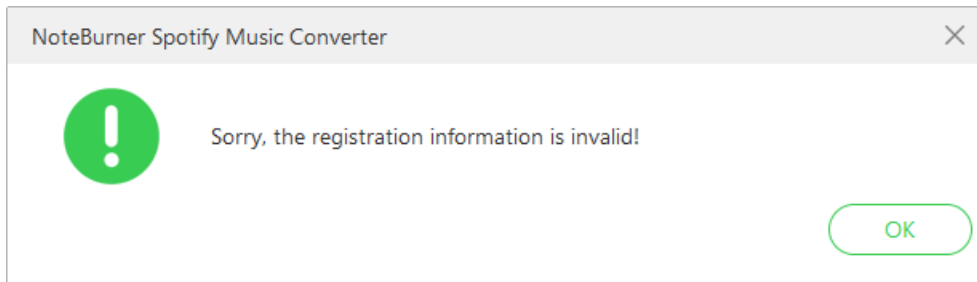 NoteBurner Spotify Music Converter
Sorry, the registration information is invalid!
OK